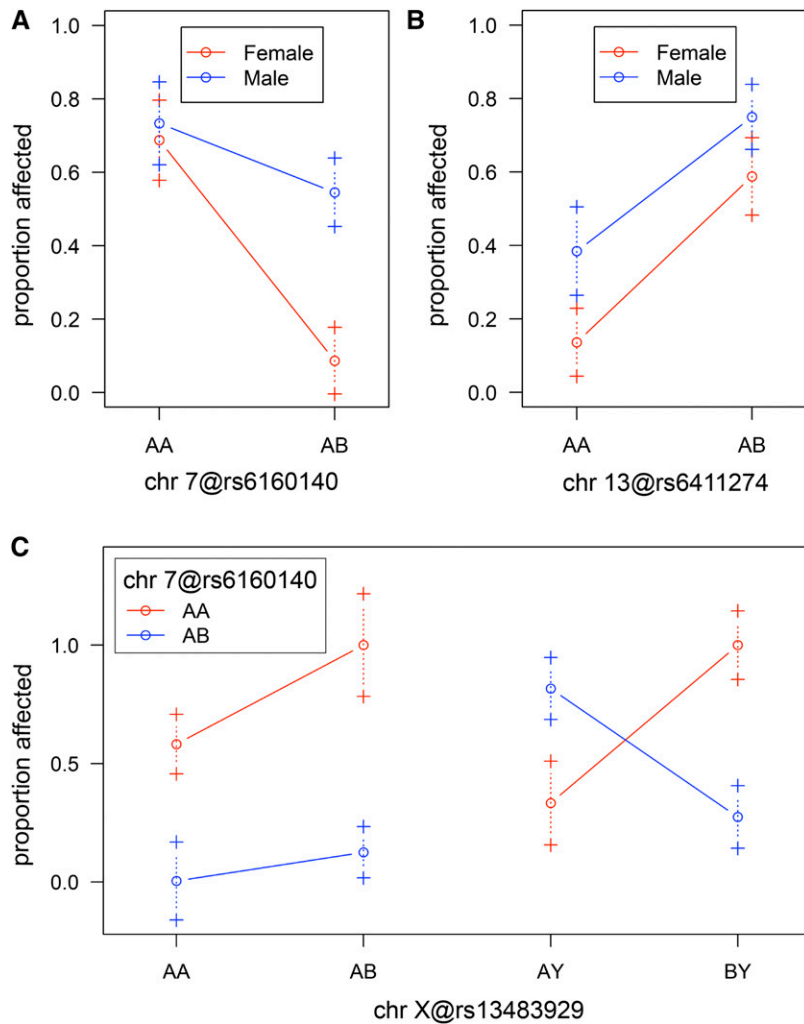 A
1.0
0.8
0.6
0.4
0.2
0.0
proportion affected
Female
Male
AA
AB
chr 7@rs6160140
B
1.0
0.8
0.6
0.4
0.2
0.0
proportion affected
Female
Male
AA
AB
chr 13@rs6411274
C
1.0
0.5
0.0
proportion affected
chr 7@rs6160140
AA
AB
AA
AB
AY
BY
chr X@rs13483929